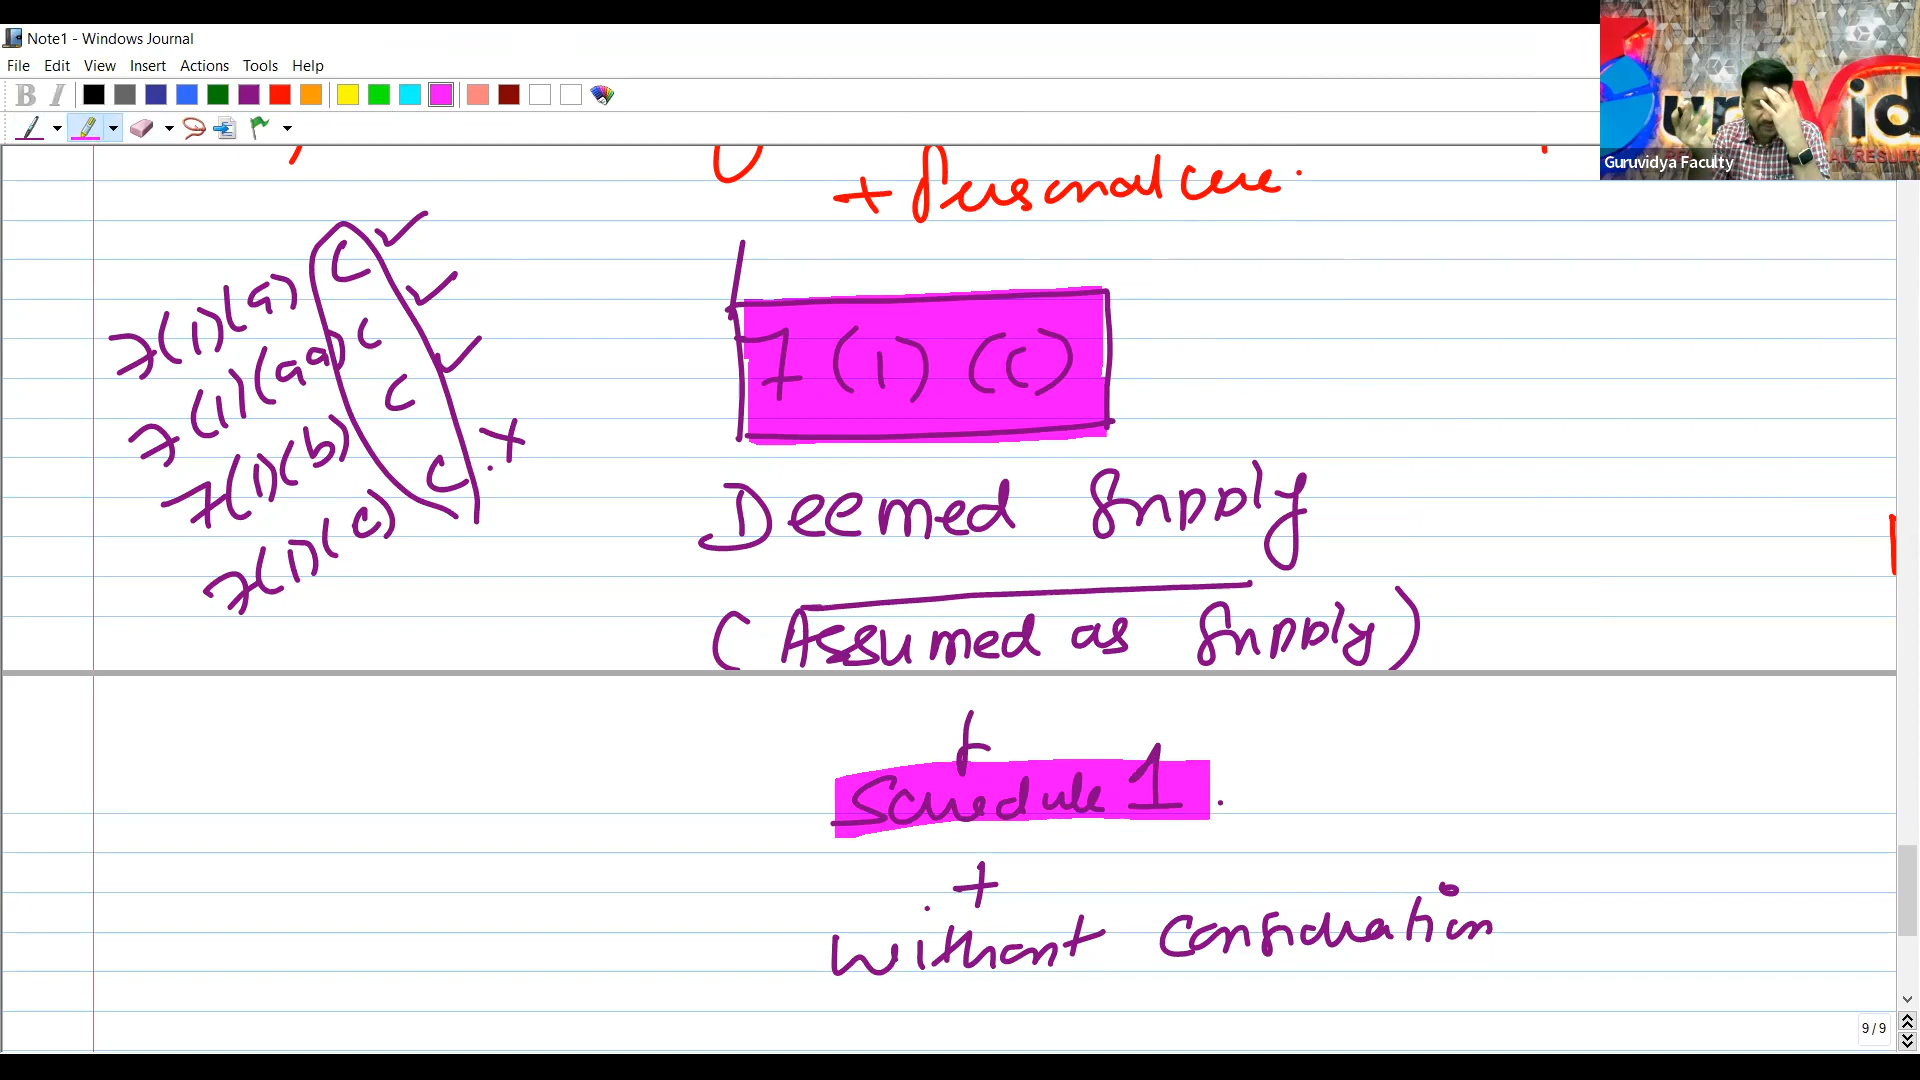 Note1 - Windows Journal
File Edit View Insert Actions Tools Help
B I
Guruvidya Faculty
+ Personal use.
7(1)(a) C ✓
7(1)(aa) C ✓
7(1)(b) C ✓
7(1)(c) C x
7(1)(c)
Deemed Supply
(Assumed as Supply)
Schedule 1.
+
Without Consideration
9 / 9